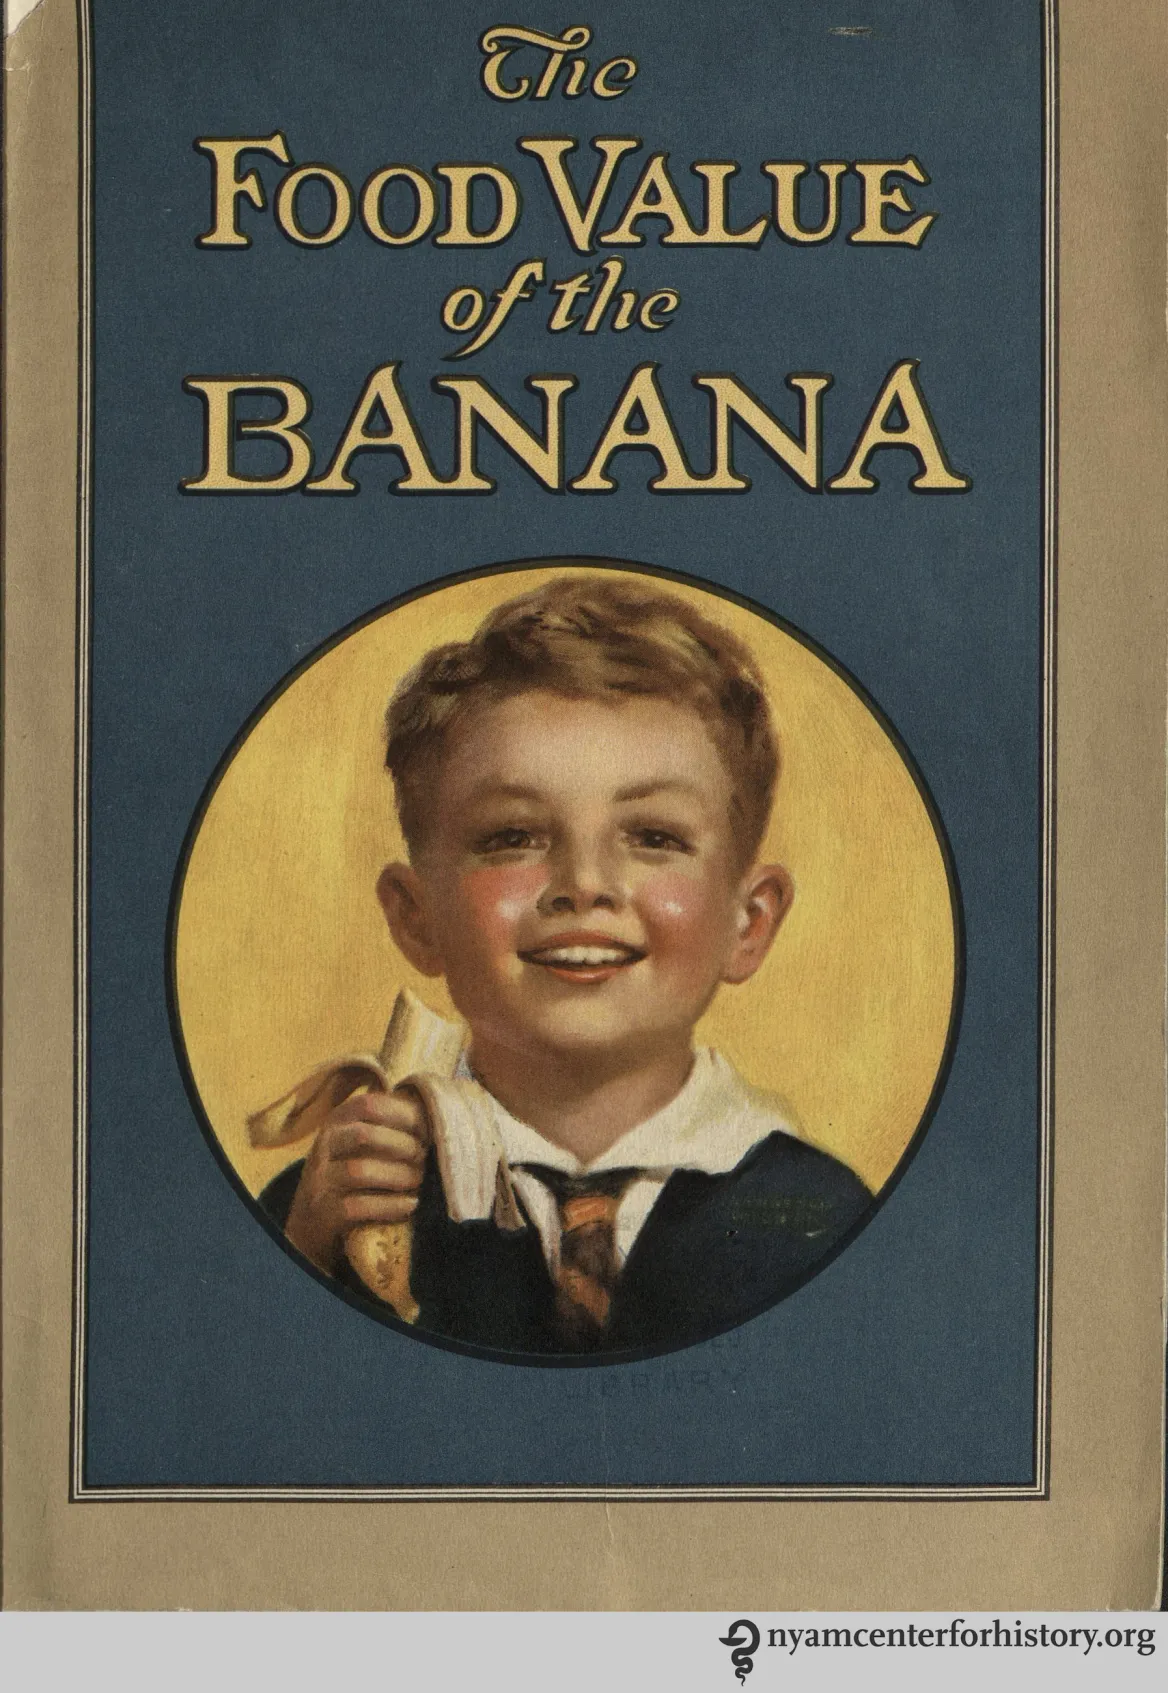 The
FOOD VALUE
of the
BANANA
nyamcenterforhistory.org